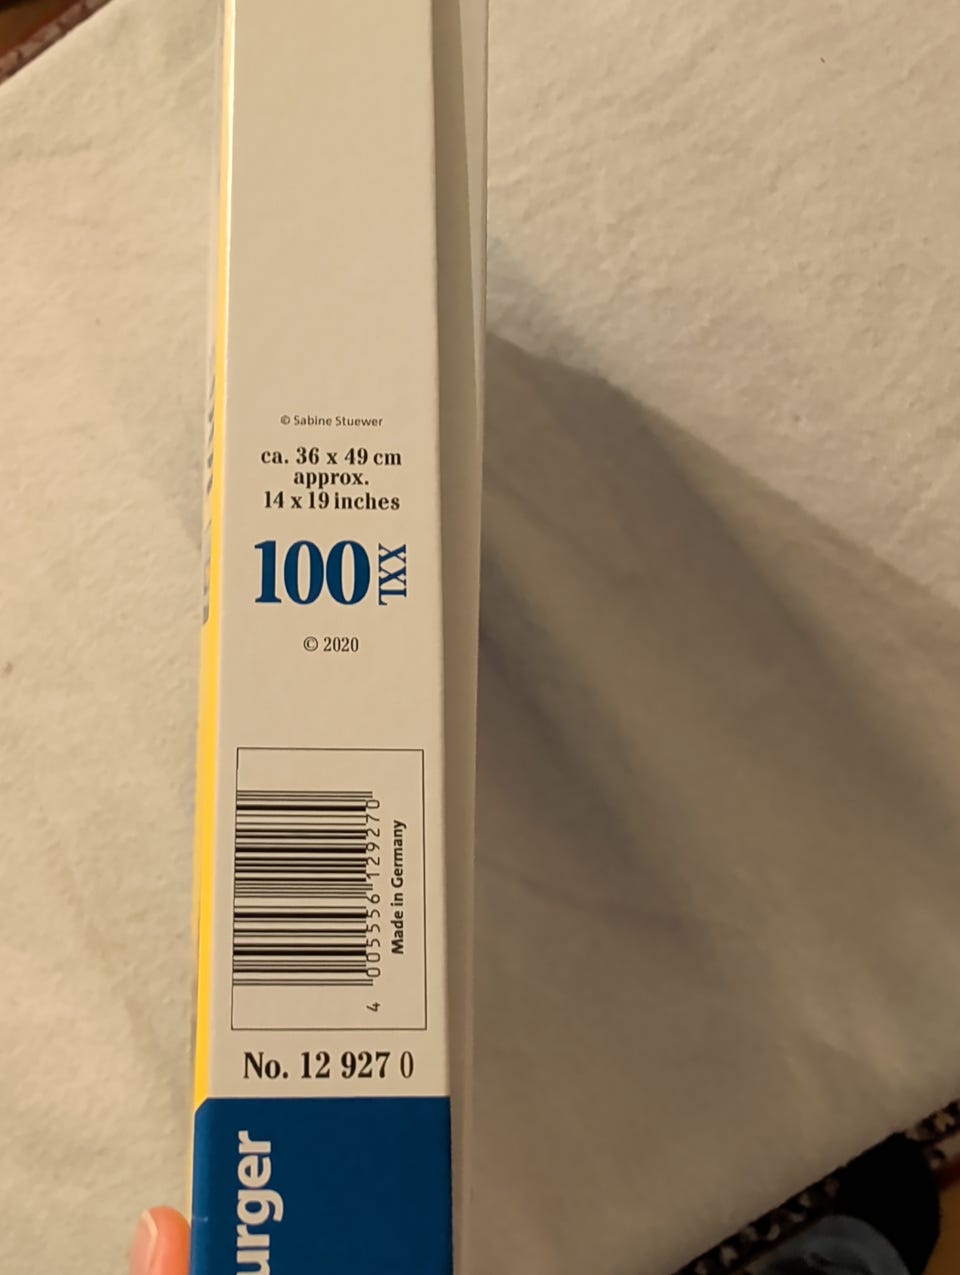 © Sabine Stuewer
ca. 36 x 49 cm
approx.
14 x 19 inches
100 XXL
© 2020
4 005556 129270
Made in Germany
No. 12 927 0
urger